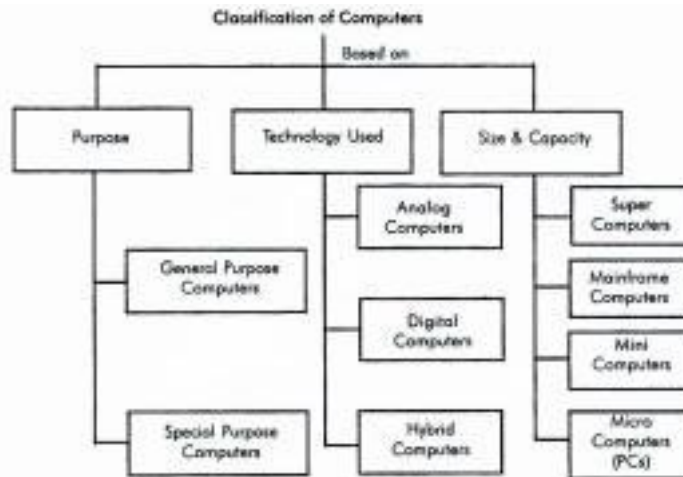 Classification of Computers
Based on
Purpose
Technology Used
Size & Capacity
General Purpose
Computers
Special Purpose
Computers
Analog
Computers
Digital
Computers
Hybrid
Computers
Super
Computers
Mainframe
Computers
Mini
Computers
Micro
Computers
(PCs)